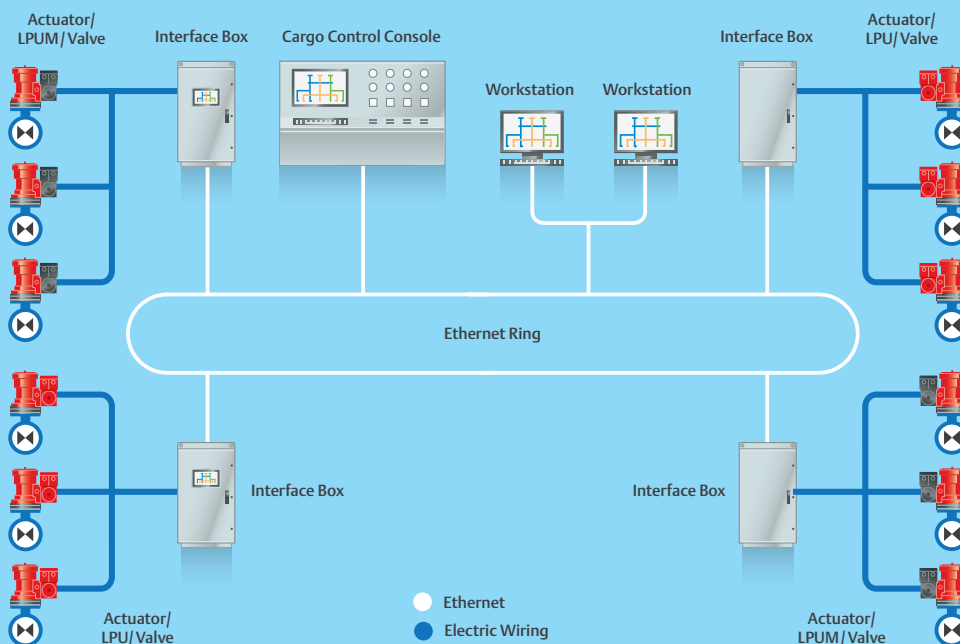 Actuator/
LPUM / Valve
Interface Box
Cargo Control Console
Interface Box
Actuator/
LPU/ Valve
Workstation
Workstation
Ethernet Ring
Interface Box
Interface Box
Ethernet
Electric Wiring
Actuator/
LPU/ Valve
Actuator/
LPUM / Valve